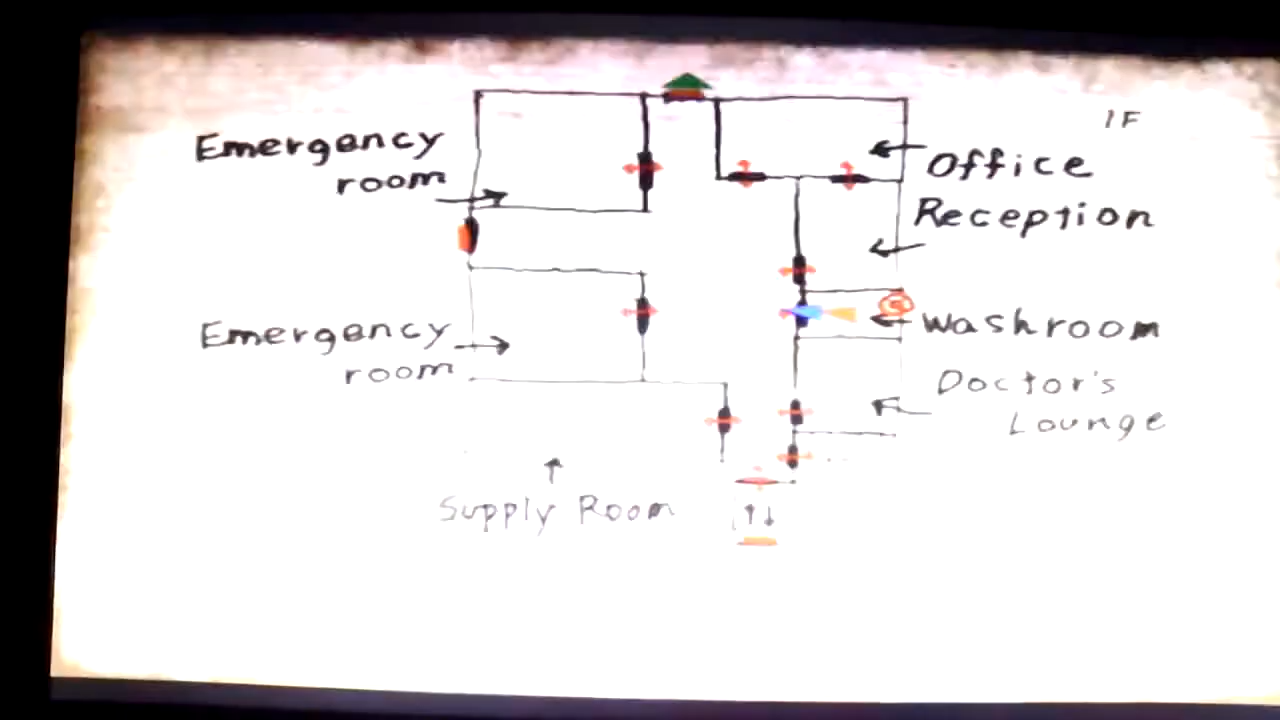 1F
Emergency
room
Office
Reception
Emergency
room
Washroom
Doctor's
Lounge
Supply Room